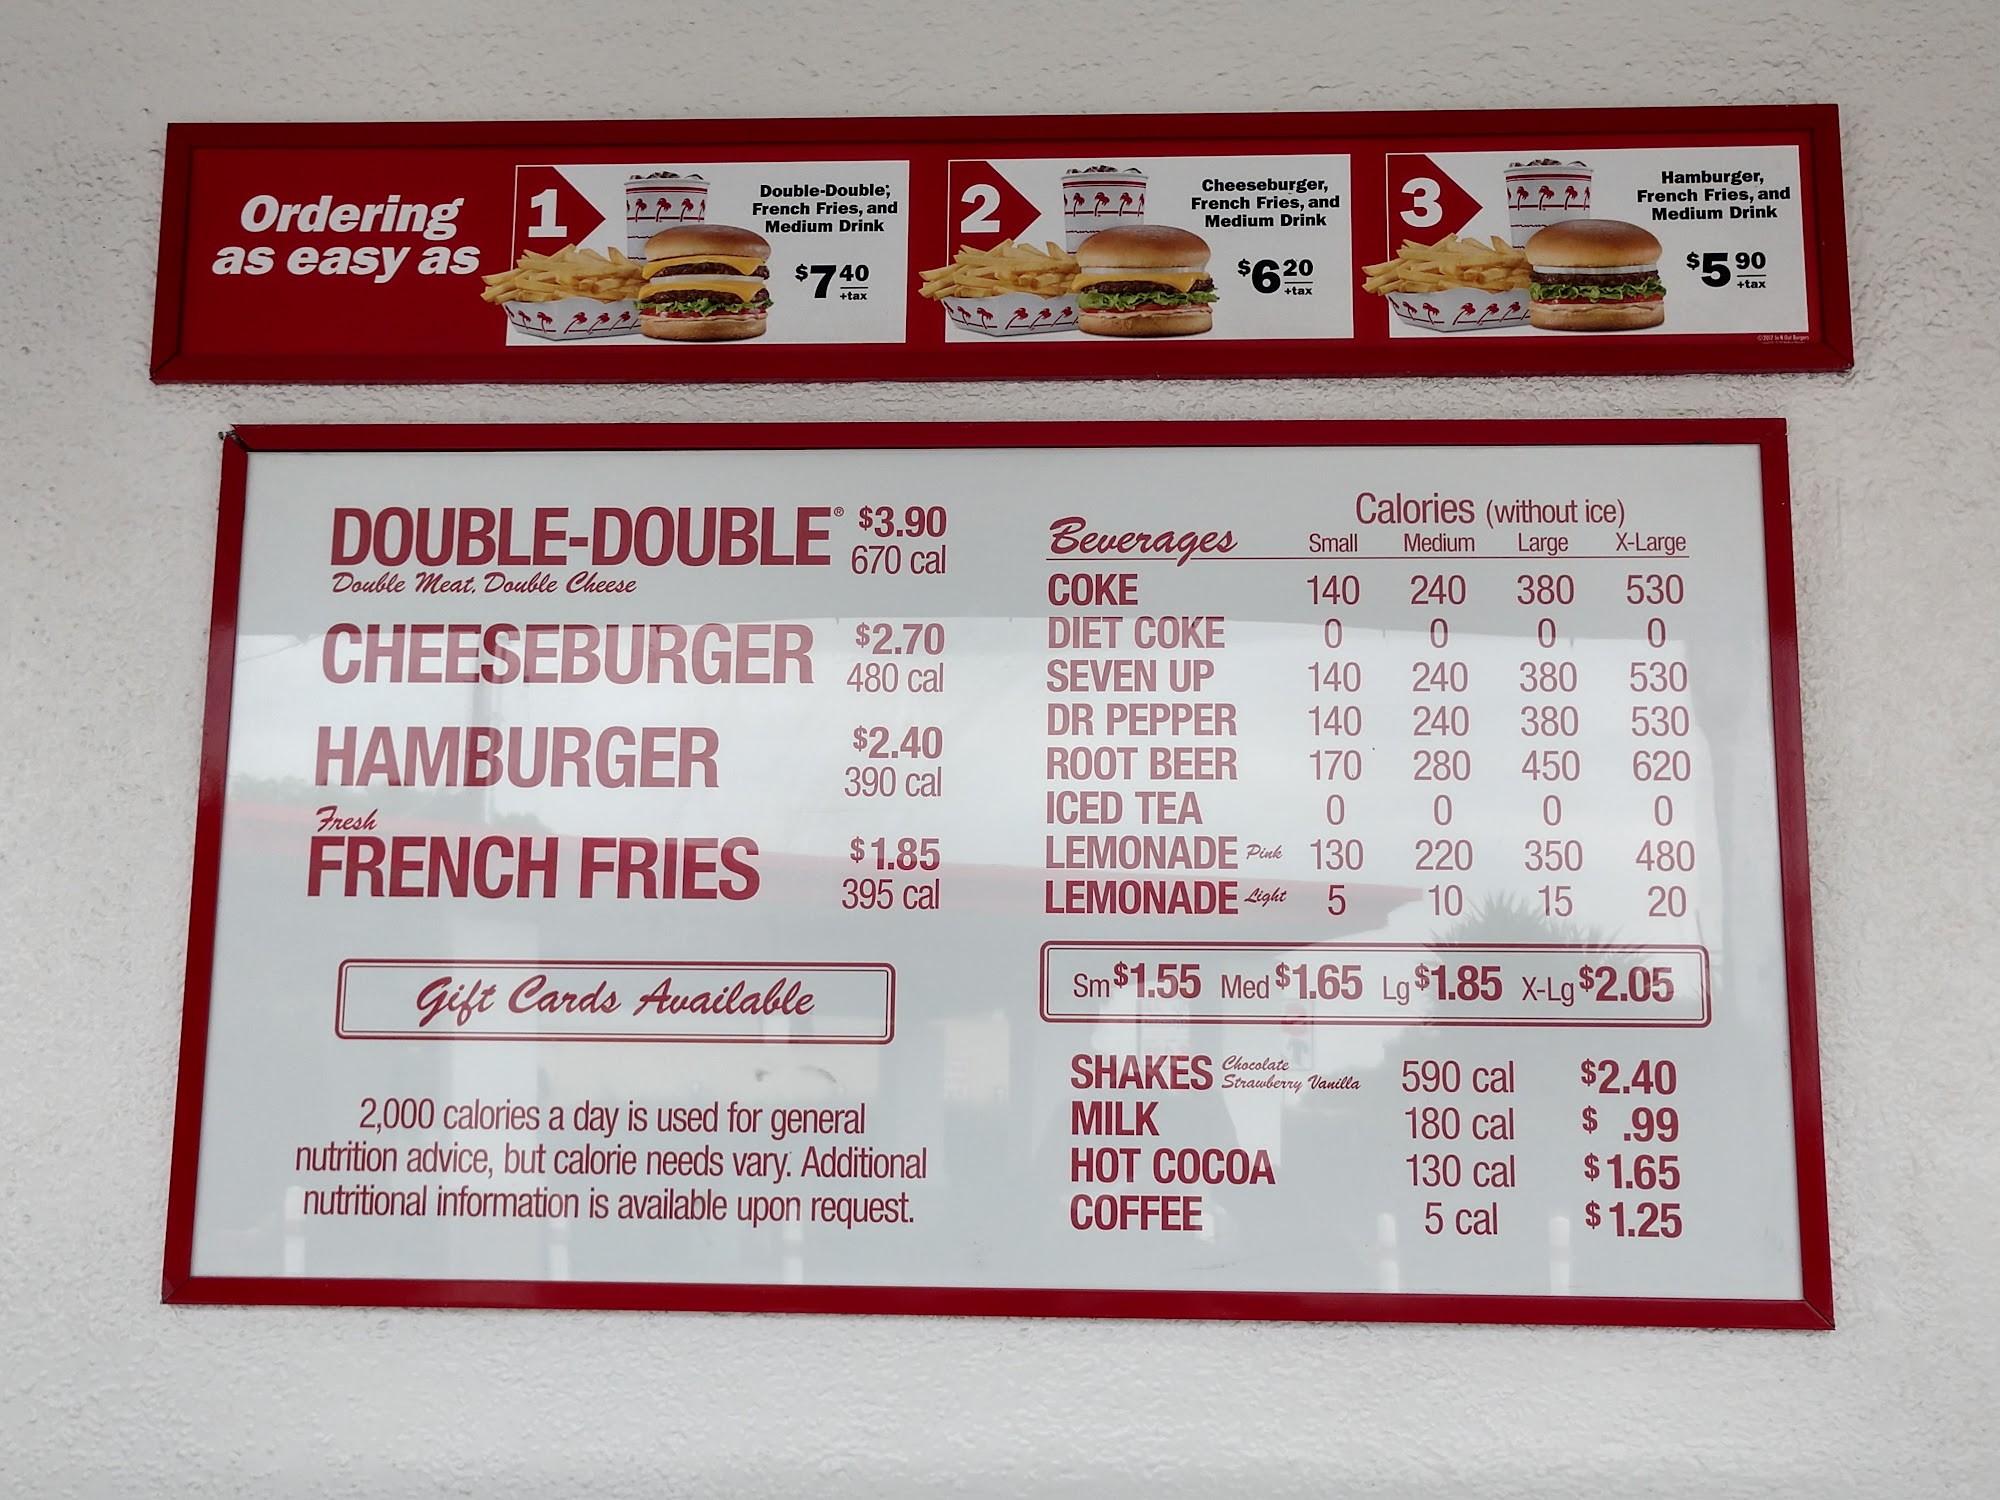 Ordering
as easy as
1
Double-Double®,
French Fries, and
Medium Drink
$7 40
+tax
2
Cheeseburger,
French Fries, and
Medium Drink
$6 20
+tax
3
Hamburger,
French Fries, and
Medium Drink
$5 90
+tax
©2017 In N Out Burgers
DOUBLE-DOUBLE® $3.90
Double Meat, Double Cheese 670 cal
CHEESEBURGER $2.70
480 cal
HAMBURGER $2.40
390 cal
Fresh
FRENCH FRIES $1.85
395 cal
Gift Cards Available
2,000 calories a day is used for general
nutrition advice, but calorie needs vary. Additional
nutritional information is available upon request.
Calories (without ice)
Beverages Small Medium Large X-Large
COKE 140 240 380 530
DIET COKE 0 0 0 0
SEVEN UP 140 240 380 530
DR PEPPER 140 240 380 530
ROOT BEER 170 280 450 620
ICED TEA 0 0 0 0
LEMONADE Pink 130 220 350 480
LEMONADE Light 5 10 15 20
Sm $1.55 Med $1.65 Lg $1.85 X-Lg $2.05
SHAKES Chocolate Strawberry Vanilla 590 cal $2.40
MILK 180 cal $ .99
HOT COCOA 130 cal $1.65
COFFEE 5 cal $1.25